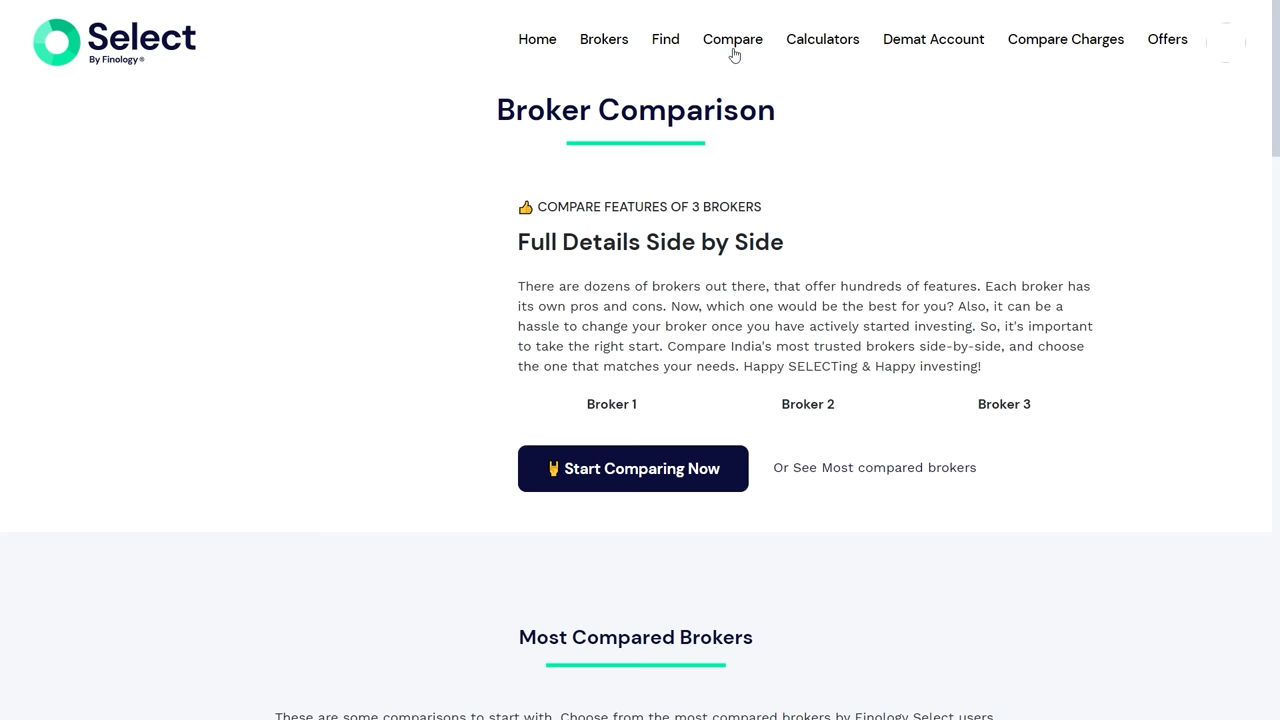 Select
By Finology®
Home Brokers Find Compare Calculators Demat Account Compare Charges Offers
Broker Comparison
👍 COMPARE FEATURES OF 3 BROKERS
Full Details Side by Side
There are dozens of brokers out there, that offer hundreds of features. Each broker has
its own pros and cons. Now, which one would be the best for you? Also, it can be a
hassle to change your broker once you have actively started investing. So, it's important
to take the right start. Compare India's most trusted brokers side-by-side, and choose
the one that matches your needs. Happy SELECTing & Happy investing!
Broker 1 Broker 2 Broker 3
🤘 Start Comparing Now Or See Most compared brokers
Most Compared Brokers
These are some comparisons to start with. Choose from the most compared brokers by Finology Select users